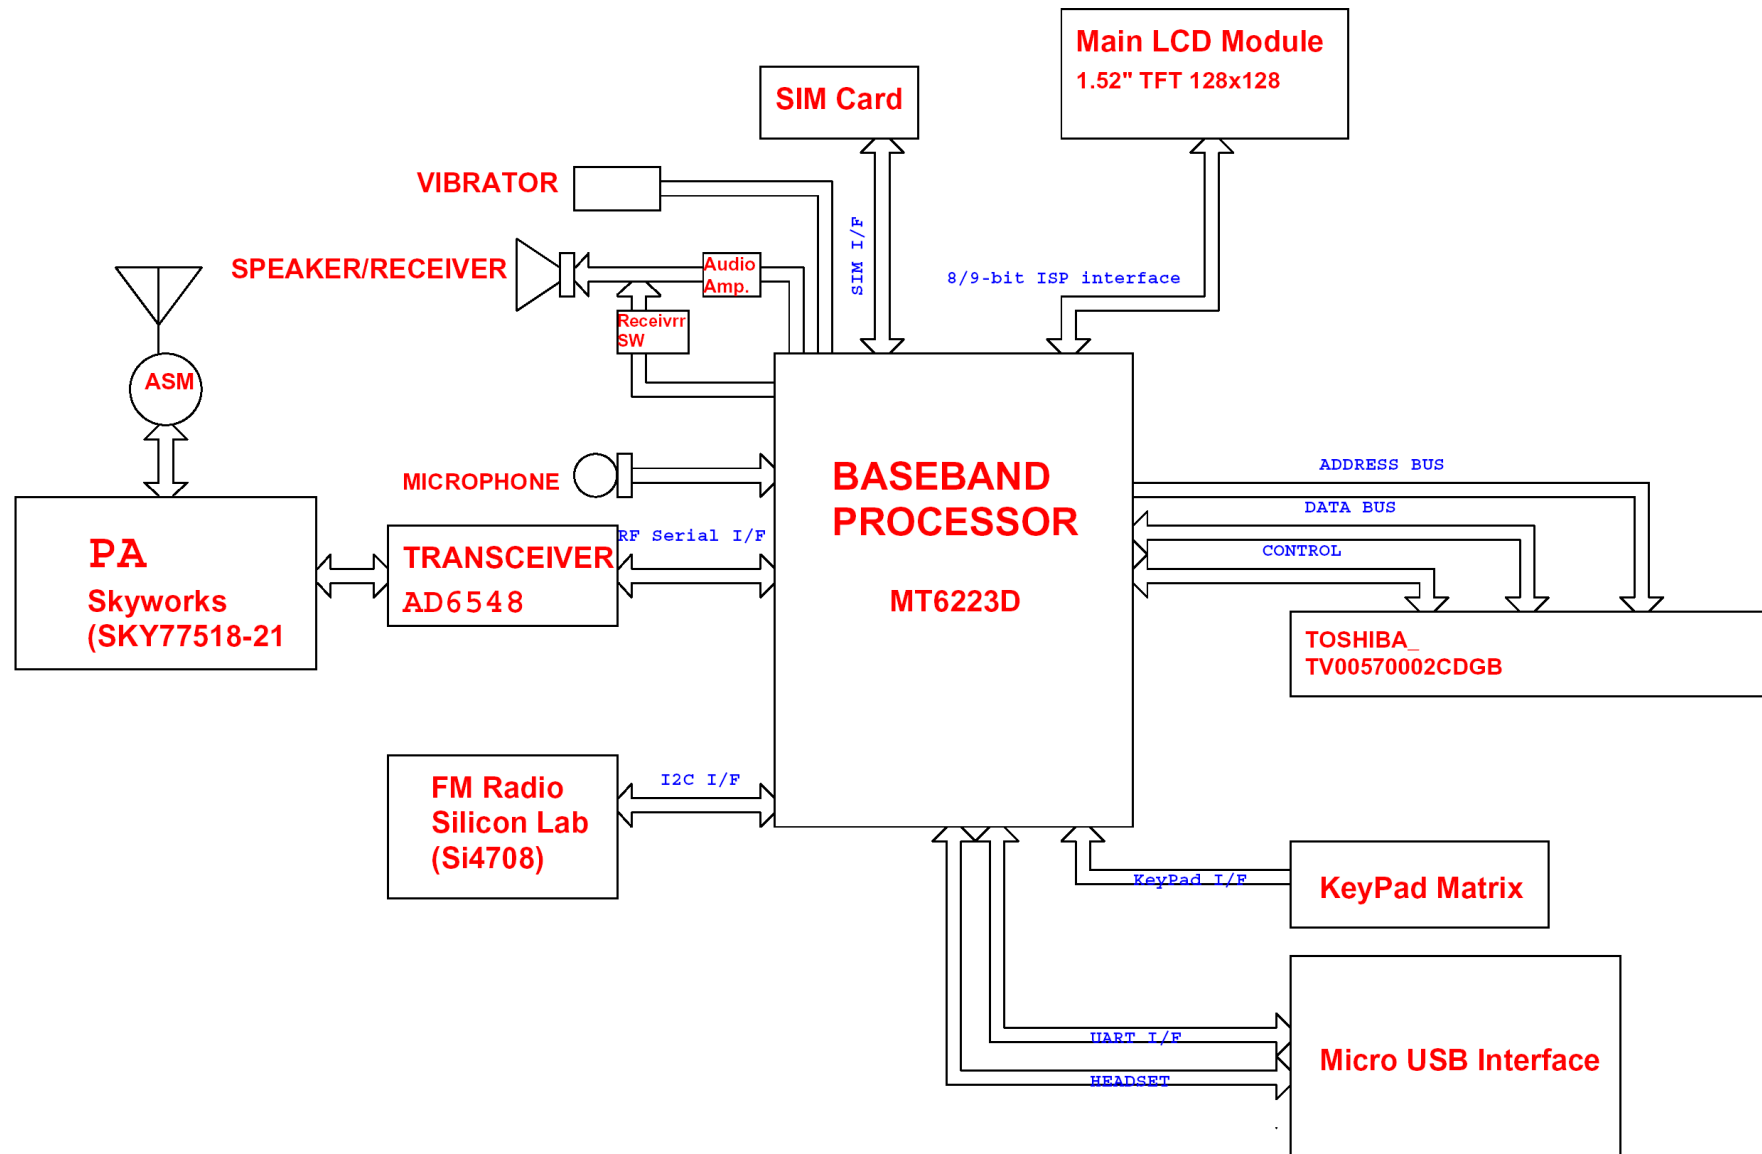 Main LCD Module
1.52" TFT 128x128
SIM Card
VIBRATOR
SIM I/F
SPEAKER/RECEIVER
Audio
Amp.
8/9-bit ISP interface
Receivrr
SW
ASM
BASEBAND
PROCESSOR
MT6223D
MICROPHONE
ADDRESS BUS
DATA BUS
CONTROL
PA
Skyworks
(SKY77518-21
TRANSCEIVER
AD6548
RF Serial I/F
TOSHIBA_
TV00570002CDGB
FM Radio
Silicon Lab
(Si4708)
I2C I/F
KeyPad I/F
KeyPad Matrix
UART I/F
HEADSET
Micro USB Interface